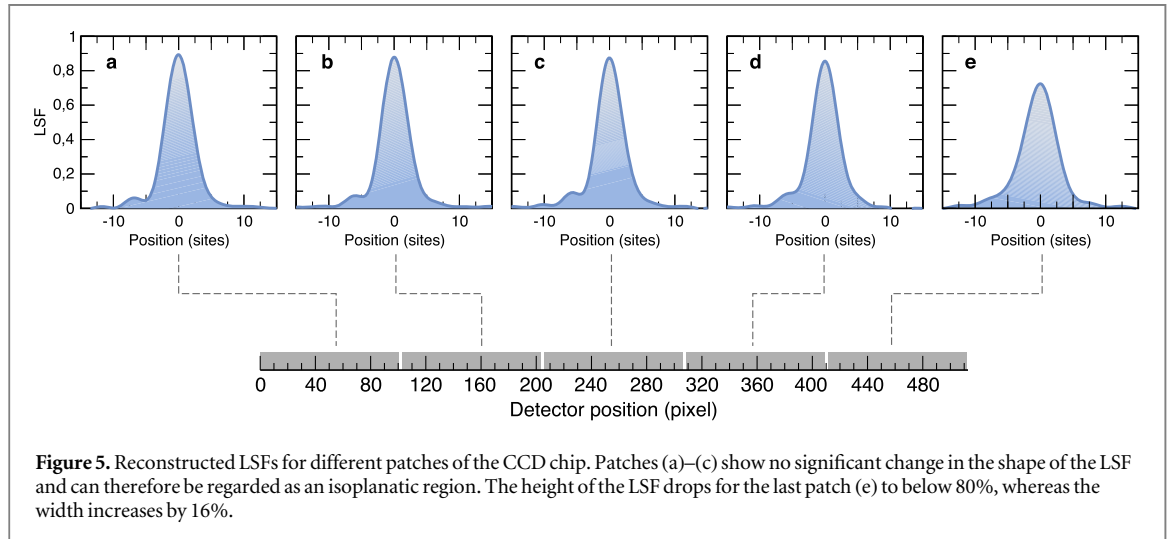 a b c d e
1
0,8
0,6
0,4
0,2
0
LSF
-10 0 10 -10 0 10 -10 0 10 -10 0 10 -10 0 10
Position (sites) Position (sites) Position (sites) Position (sites) Position (sites)
0 40 80 120 160 200 240 280 320 360 400 440 480
Detector position (pixel)
Figure 5. Reconstructed LSFs for different patches of the CCD chip. Patches (a)–(c) show no significant change in the shape of the LSF
and can therefore be regarded as an isoplanatic region. The height of the LSF drops for the last patch (e) to below 80%, whereas the
width increases by 16%.